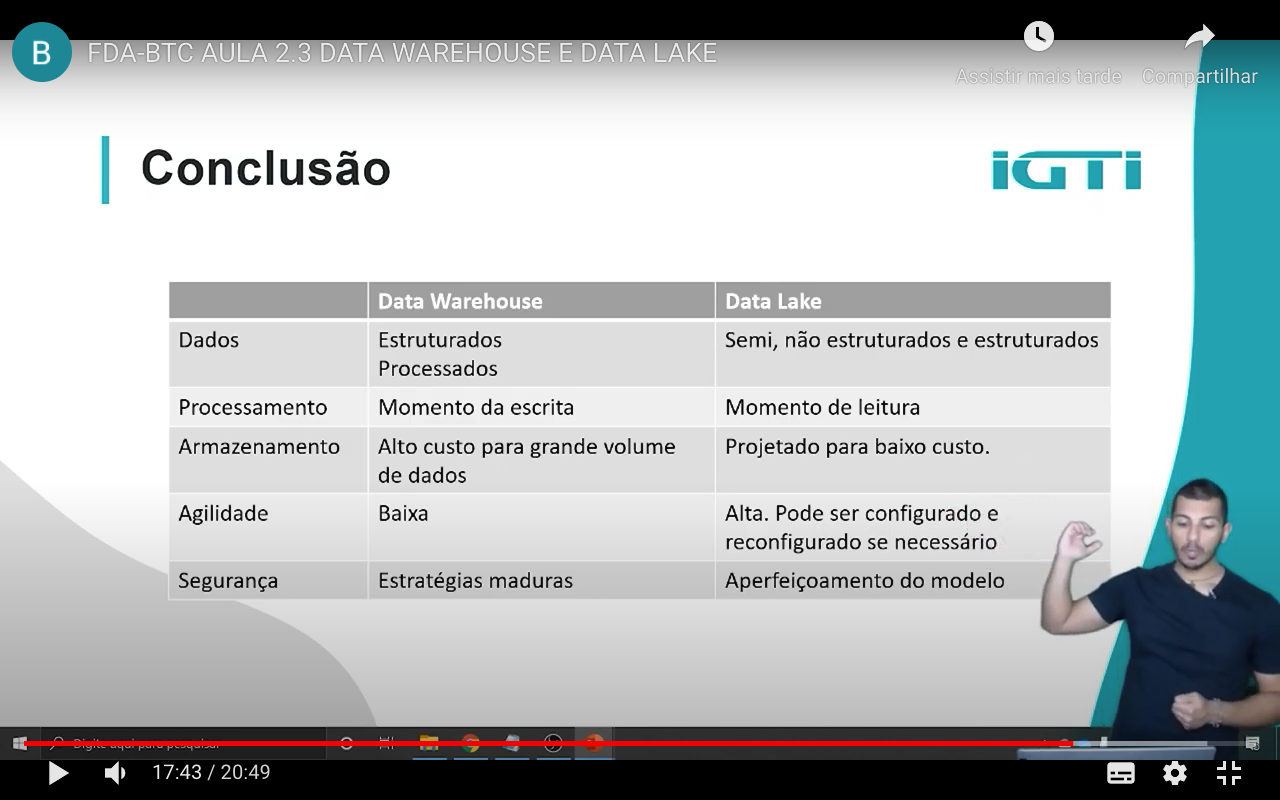 B
FDA-BTC AULA 2.3 DATA WAREHOUSE E DATA LAKE
Assistir mais tarde
Compartilhar
Conclusão
iGTi
Data Warehouse
Data Lake
Dados
Estruturados
Processados
Semi, não estruturados e estruturados
Processamento
Momento da escrita
Momento de leitura
Armazenamento
Alto custo para grande volume
de dados
Projetado para baixo custo.
Agilidade
Baixa
Alta. Pode ser configurado e
reconfigurado se necessário
Segurança
Estratégias maduras
Aperfeiçoamento do modelo
Digite aqui para pesquisar
17:43 / 20:49